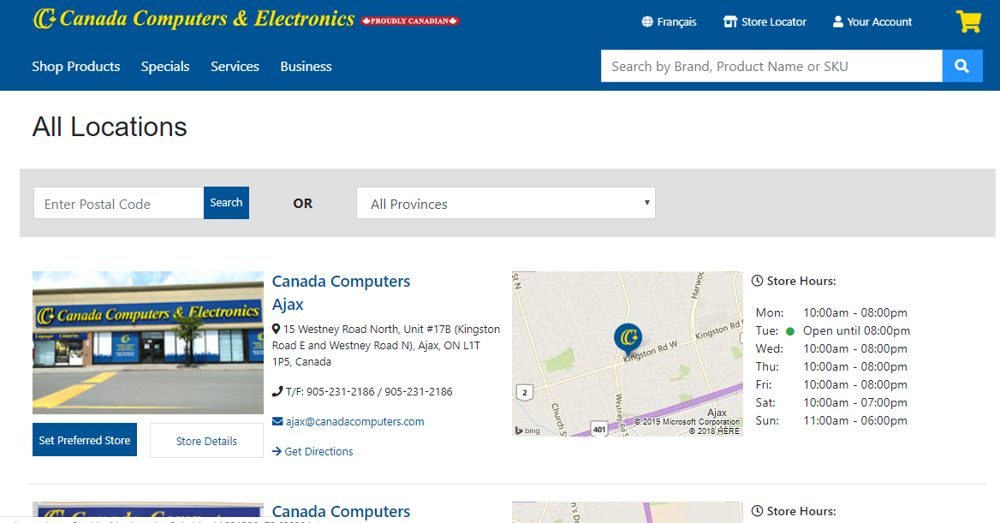 Canada Computers & Electronics PROUDLY CANADIAN
Français
Store Locator
Your Account
Shop Products
Specials
Services
Business
Search by Brand, Product Name or SKU
All Locations
Enter Postal Code
Search
OR
All Provinces
Canada Computers & Electronics
Canada Computers
Ajax
15 Westney Road North, Unit #17B (Kingston
Road E and Westney Road N), Ajax, ON L1T
1P5, Canada
T/F: 905-231-2186 / 905-231-2186
ajax@canadacomputers.com
Get Directions
Set Preferred Store
Store Details
St N
Harwoo
Kingston Rd
Kingston Rd W
2
Church S
Westney Rd S
401
Ajax
bing
© 2019 Microsoft Corporation
© 2018 HERE
Store Hours:
Mon: 10:00am - 08:00pm
Tue: Open until 08:00pm
Wed: 10:00am - 08:00pm
Thu: 10:00am - 08:00pm
Fri: 10:00am - 08:00pm
Sat: 10:00am - 07:00pm
Sun: 11:00am - 06:00pm
Canada Computers
Store Hours: